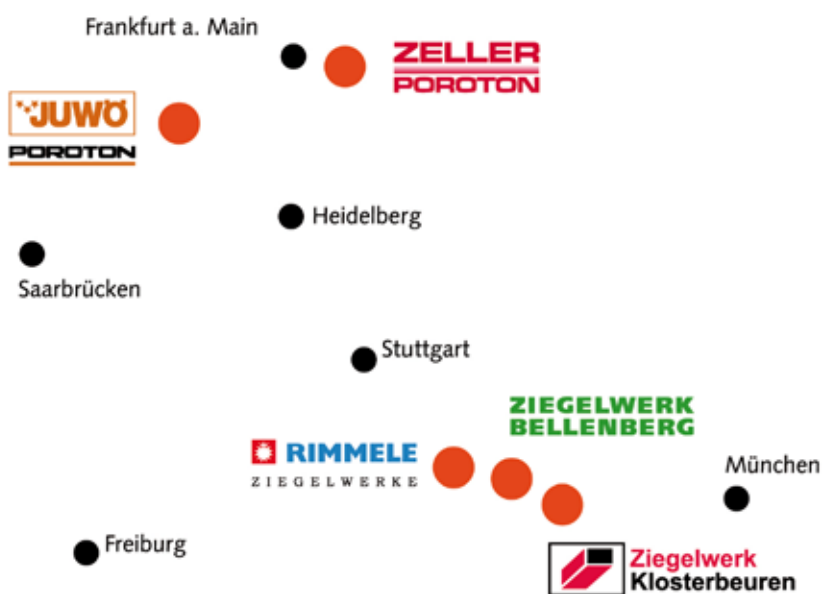 Frankfurt a. Main
ZELLER
POROTON
JUWÖ
POROTON
Heidelberg
Saarbrücken
Stuttgart
ZIEGELWERK
BELLENBERG
RIMMELE
ZIEGELWERKE
München
Freiburg
Ziegelwerk
Klosterbeuren